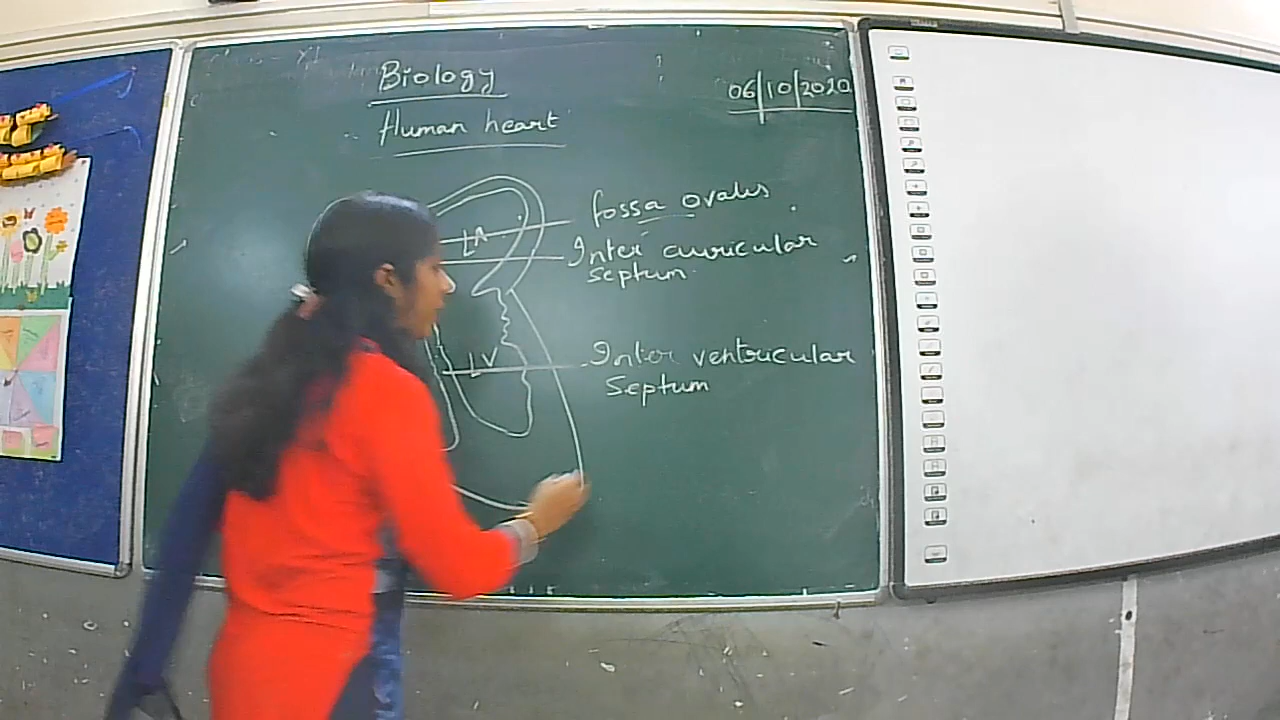 Biology
06/10/2020
Human heart
fossa ovalis
LA
Inter auricular
septum
Inter ventricular
LV
Septum